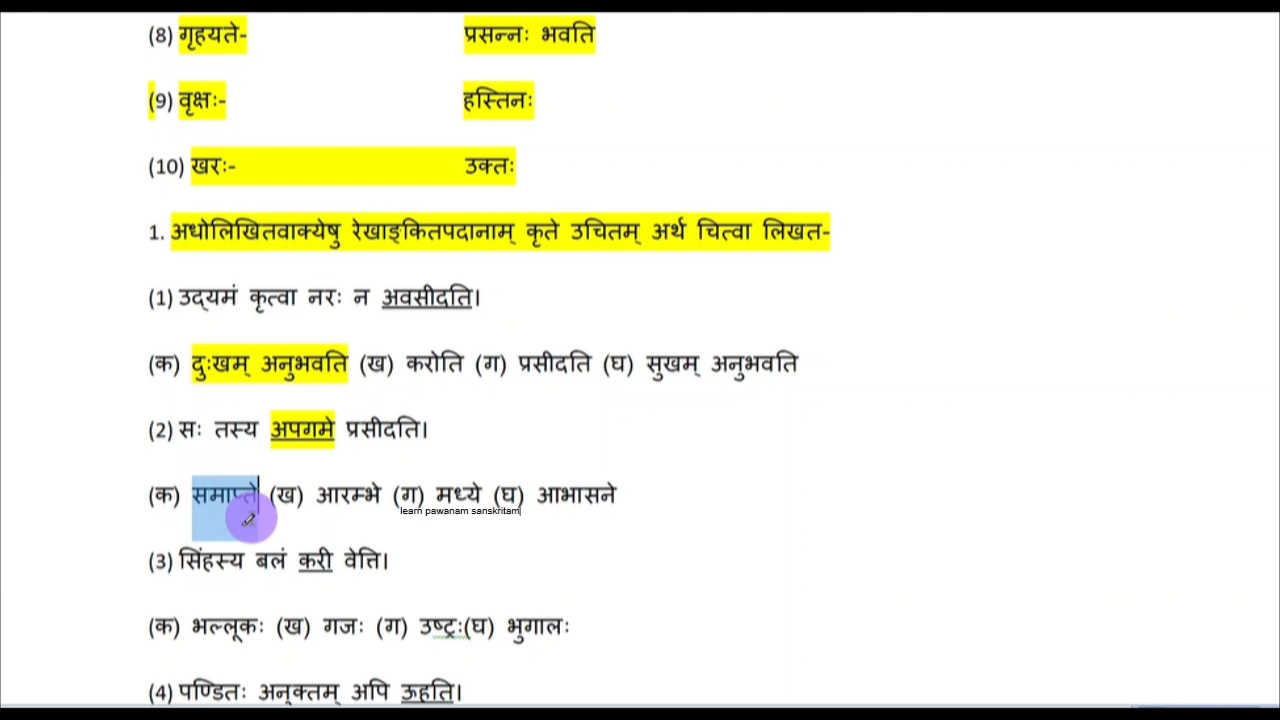 (8) गृहयते- प्रसन्नः भवति
(9) वृक्षः- हस्तिनः
(10) खरः- उक्तः
1. अधोलिखितवाक्येषु रेखाङ्कितपदानाम् कृते उचितम् अर्थ चित्वा लिखत-
(1) उद्यमं कृत्वा नरः न अवसीदति।
(क) दुःखम् अनुभवति (ख) करोति (ग) प्रसीदति (घ) सुखम् अनुभवति
(2) सः तस्य अपगमे प्रसीदति।
(क) समाप्ते (ख) आरम्भे (ग) मध्ये (घ) आभासने
learn pawanam sanskritam
(3) सिंहस्य बलं करी वेत्ति।
(क) भल्लूकः (ख) गजः (ग) उष्ट्रः(घ) भुगालः
(4) पण्डितः अनुक्तम् अपि ऊहति।